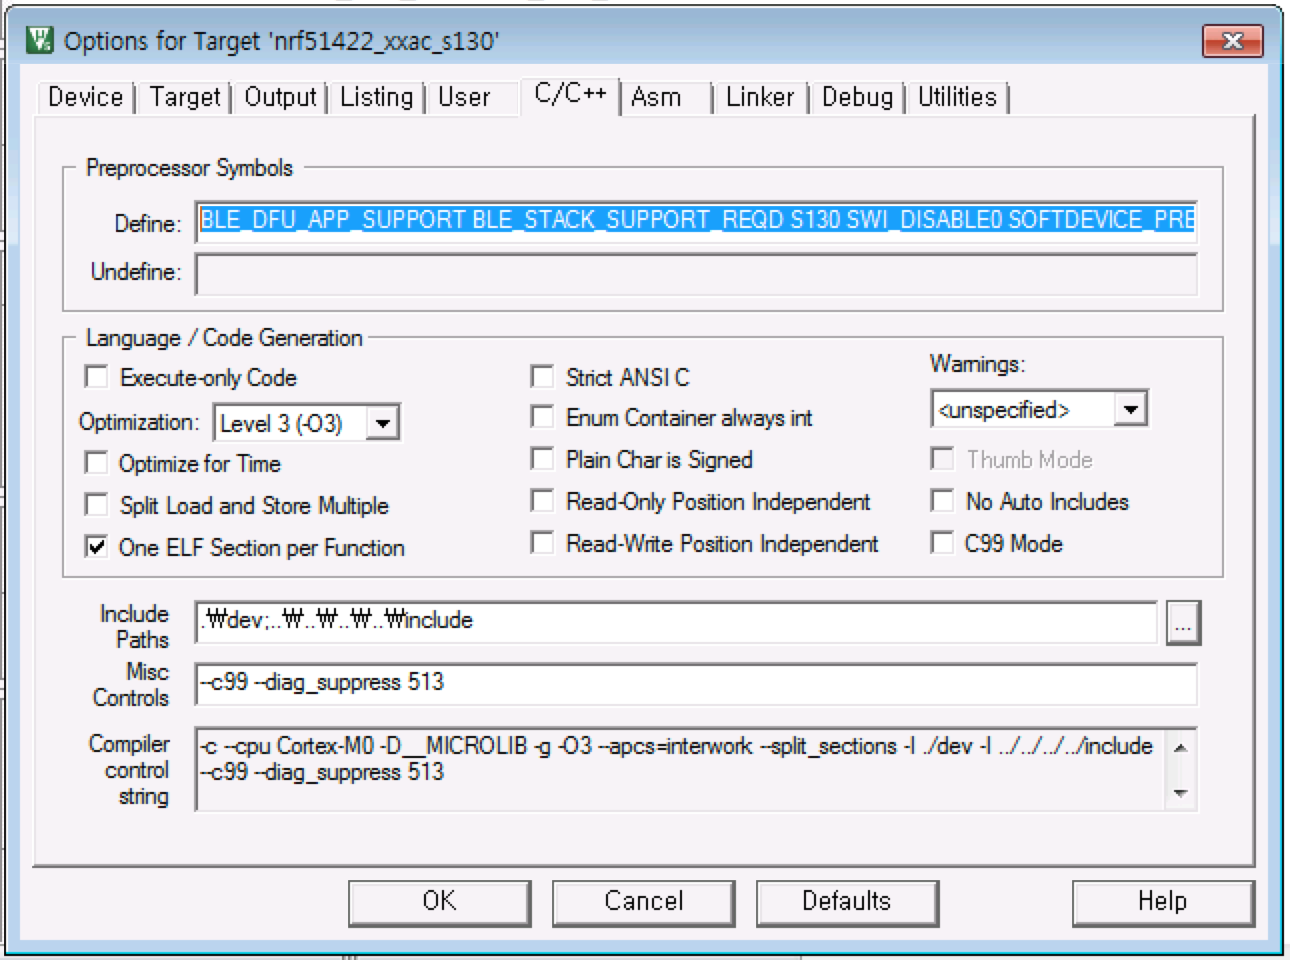 Options for Target 'nrf51422_xxac_s130'
Device Target Output Listing User C/C++ Asm Linker Debug Utilities
Preprocessor Symbols
Define: BLE_DFU_APP_SUPPORT BLE_STACK_SUPPORT_REQD S130 SWI_DISABLE0 SOFTDEVICE_PRE
Undefine:
Language / Code Generation
Execute-only Code
Optimization: Level 3 (-O3)
Optimize for Time
Split Load and Store Multiple
One ELF Section per Function
Strict ANSI C
Enum Container always int
Plain Char is Signed
Read-Only Position Independent
Read-Write Position Independent
Warnings:
<unspecified>
Thumb Mode
No Auto Includes
C99 Mode
Include
Paths
.₩dev;..₩..₩..₩..₩include
...
Misc
Controls
--c99 --diag_suppress 513
Compiler
control
string
-c --cpu Cortex-M0 -D__MICROLIB -g -O3 --apcs=interwork --split_sections -I ./dev -I ../../../../include
--c99 --diag_suppress 513
OK Cancel Defaults Help